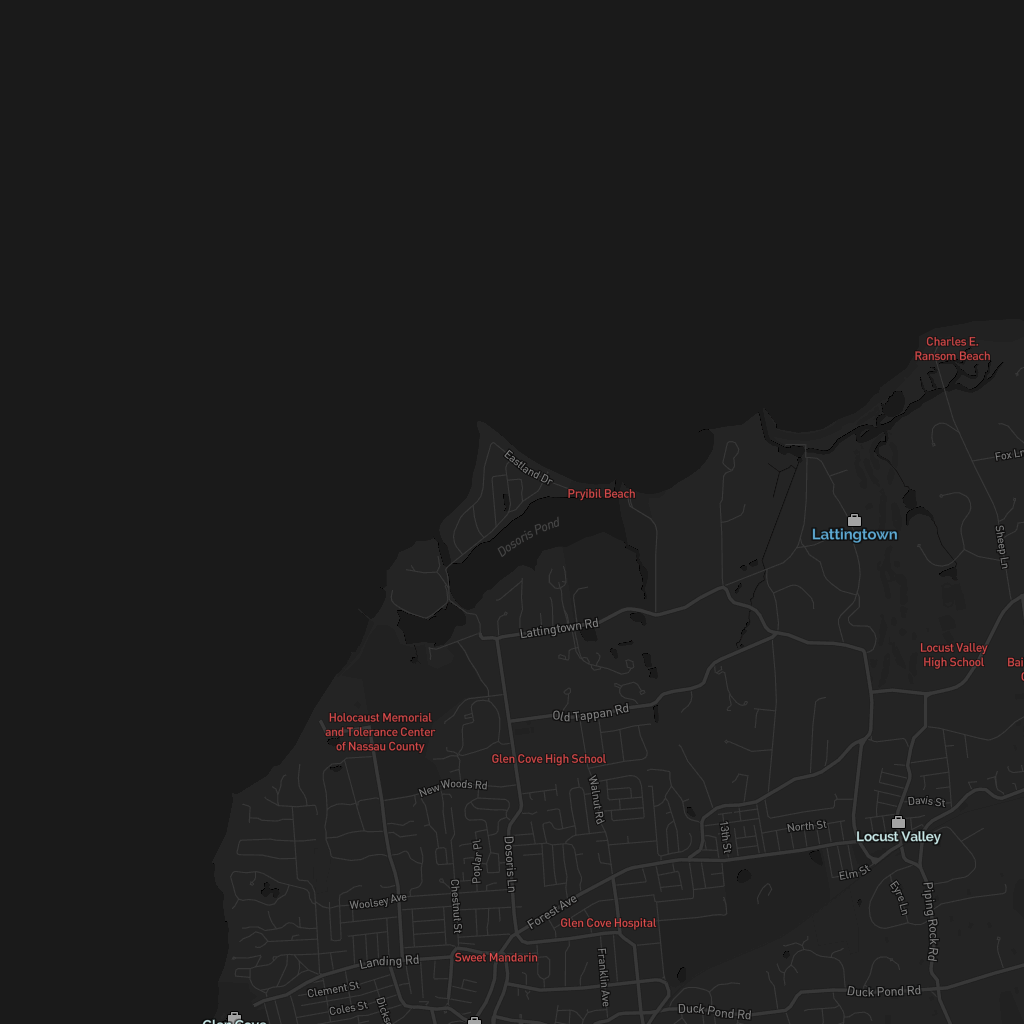 Charles E.
Ransom Beach
Fox Ln
Eastland Dr
Pryibil Beach
Dosoris Pond
Lattingtown
Sheep Ln
Lattingtown Rd
Locust Valley
High School
Bai
Old Tappan Rd
Holocaust Memorial
and Tolerance Center
of Nassau County
Glen Cove High School
New Woods Rd
Walnut Rd
Davis St
North St
13th St
Locust Valley
Poplar Pl
Dosoris Ln
Elm St
Eyre Ln
Piping Rock Rd
Chestnut St
Woolsey Ave
Forest Ave
Glen Cove Hospital
Sweet Mandarin
Landing Rd
Franklin Ave
Clement St
Coles St
Dickso
Duck Pond Rd
Duck Pond Rd
Glen Cove